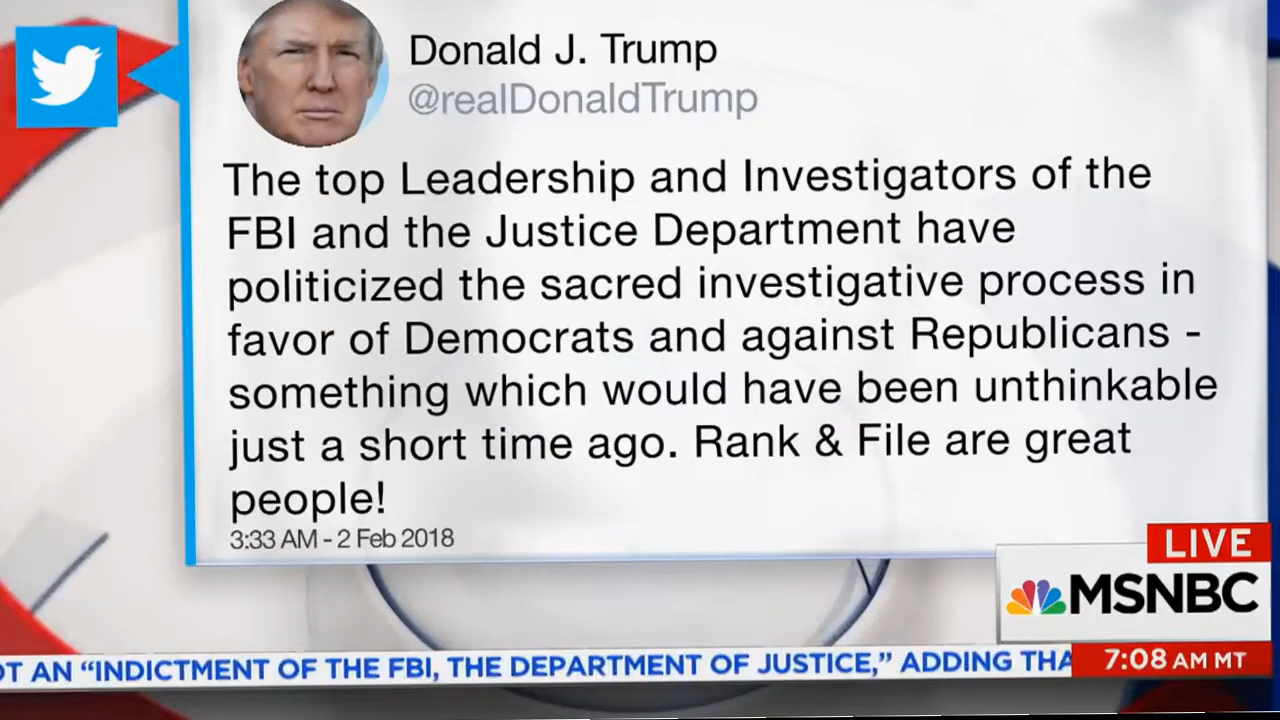 Donald J. Trump
@realDonaldTrump
The top Leadership and Investigators of the
FBI and the Justice Department have
politicized the sacred investigative process in
favor of Democrats and against Republicans -
something which would have been unthinkable
just a short time ago. Rank & File are great
people!
3:33 AM - 2 Feb 2018
LIVE
MSNBC
OT AN “INDICTMENT OF THE FBI, THE DEPARTMENT OF JUSTICE,” ADDING THA
7:08 AM MT